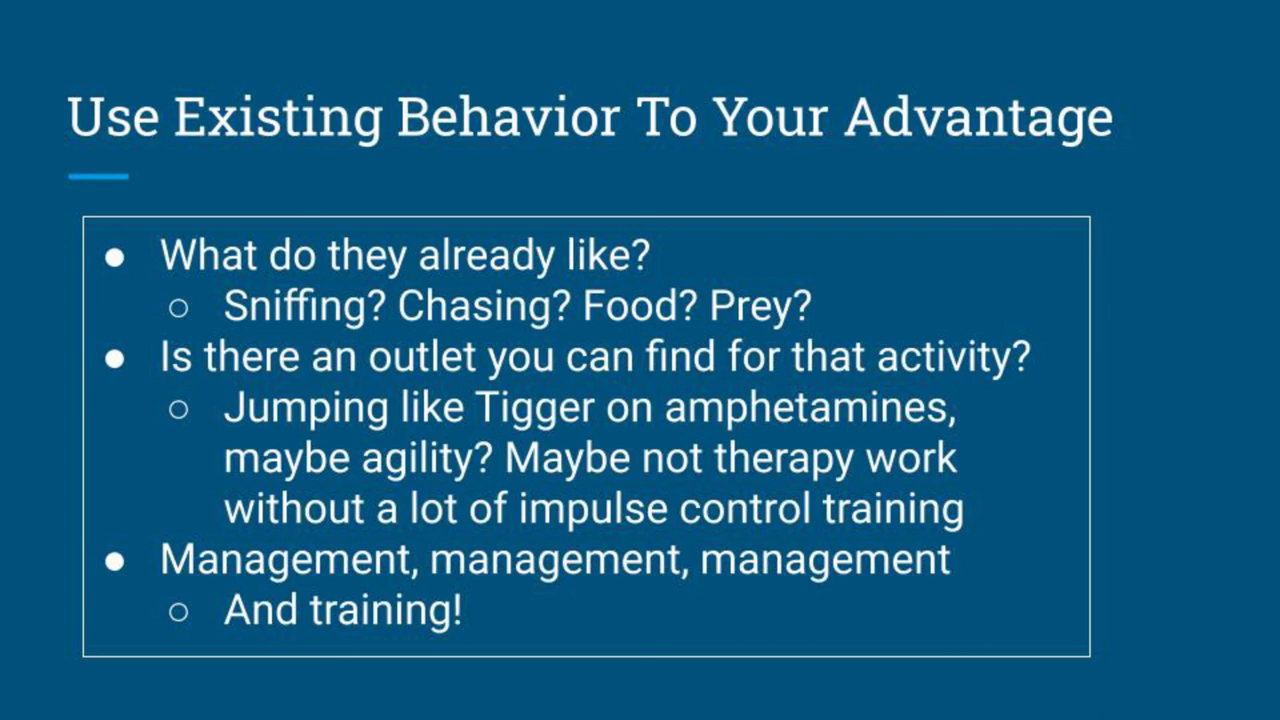 Use Existing Behavior To Your Advantage
● What do they already like?
○ Sniffing? Chasing? Food? Prey?
● Is there an outlet you can find for that activity?
○ Jumping like Tigger on amphetamines,
maybe agility? Maybe not therapy work
without a lot of impulse control training
● Management, management, management
○ And training!